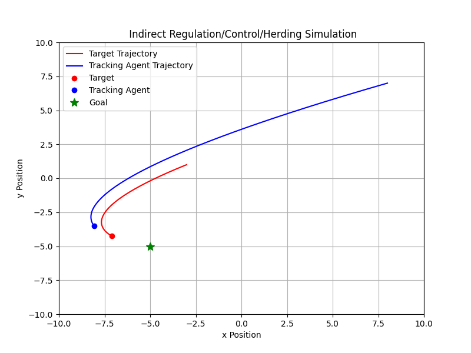 Indirect Regulation/Control/Herding Simulation
10.0
7.5
5.0
2.5
0.0
−2.5
−5.0
−7.5
−10.0
y Position
Target Trajectory
Tracking Agent Trajectory
Target
Tracking Agent
Goal
−10.0 −7.5 −5.0 −2.5 0.0 2.5 5.0 7.5 10.0
x Position